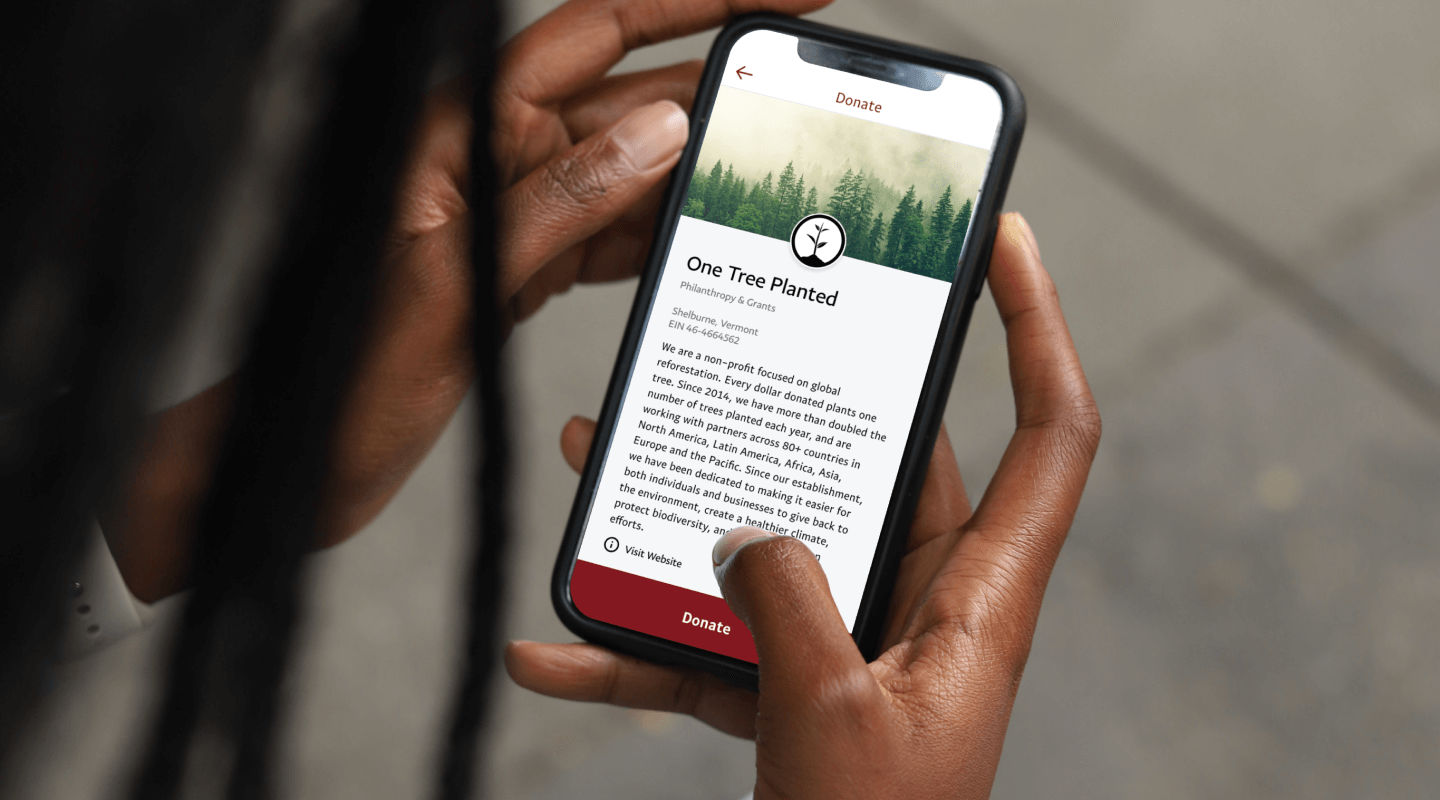 Donate
One Tree Planted
Philanthropy & Grants
Shelburne, Vermont
EIN 46-4664562
We are a non-profit focused on global
reforestation. Every dollar donated plants one
tree. Since 2014, we have more than doubled the
number of trees planted each year, and are
working with partners across 80+ countries in
North America, Latin America, Africa, Asia,
Europe and the Pacific. Since our establishment,
we have been dedicated to making it easier for
both individuals and businesses to give back to
the environment, create a healthier climate,
protect biodiversity,
efforts.
Visit Website
Donate